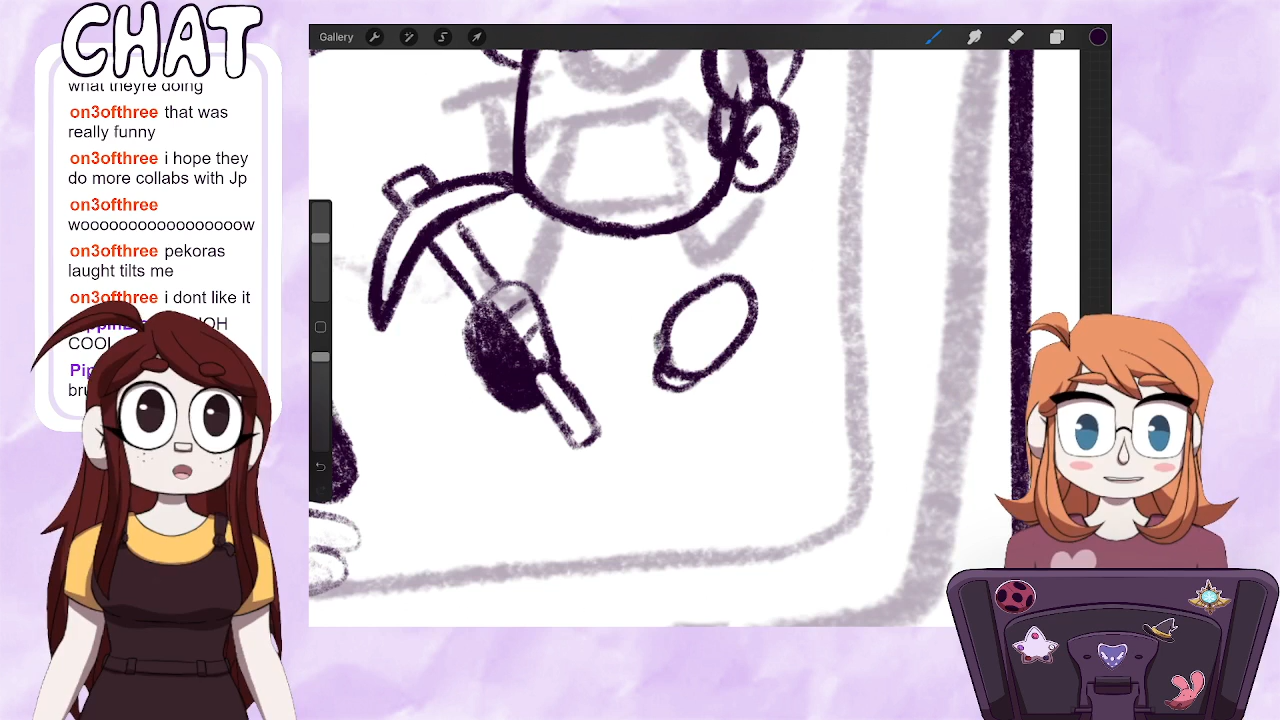 CHAT
what theyre doing
on3ofthree that was
really funny
on3ofthree i hope they
do more collabs with Jp
on3ofthree
woooooooooooooooow
on3ofthree pekoras
laught tilts me
on3ofthree i dont like it
COOL
Gallery